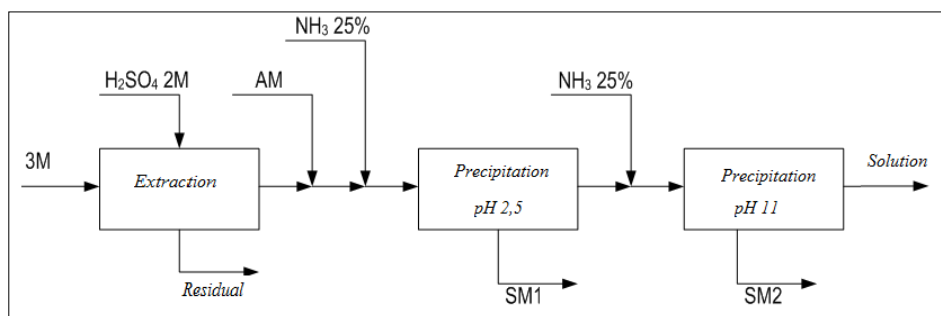 NH₃ 25%
H₂SO₄ 2M
AM
NH₃ 25%
3M
Extraction
Precipitation
pH 2,5
Precipitation
pH 11
Solution
Residual
SM1
SM2